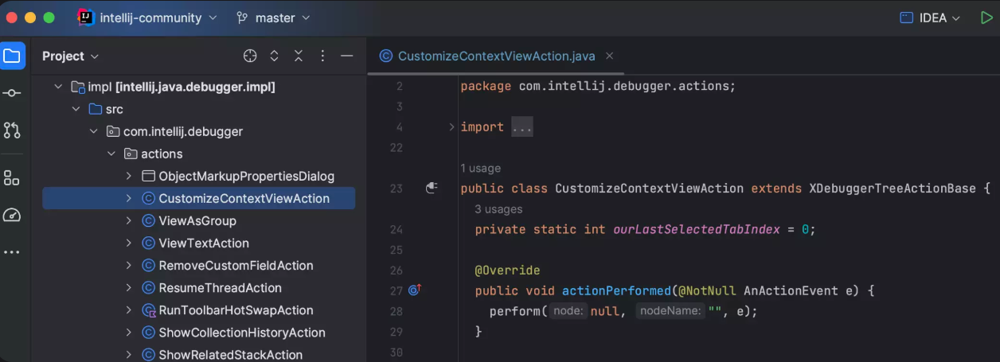 IJ intellij-community master IDEA
Project
impl [intellij.java.debugger.impl]
src
com.intellij.debugger
actions
ObjectMarkupPropertiesDialog
CustomizeContextViewAction
ViewAsGroup
ViewTextAction
RemoveCustomFieldAction
ResumeThreadAction
RunToolbarHotSwapAction
ShowCollectionHistoryAction
ShowRelatedStackAction
CustomizeContextViewAction.java
2 package com.intellij.debugger.actions;
3
4 import ...
22
1 usage
23 public class CustomizeContextViewAction extends XDebuggerTreeActionBase {
3 usages
24 private static int ourLastSelectedTabIndex = 0;
25
26 @Override
27 public void actionPerformed(@NotNull AnActionEvent e) {
28 perform( node: null, nodeName: "", e);
29 }
30